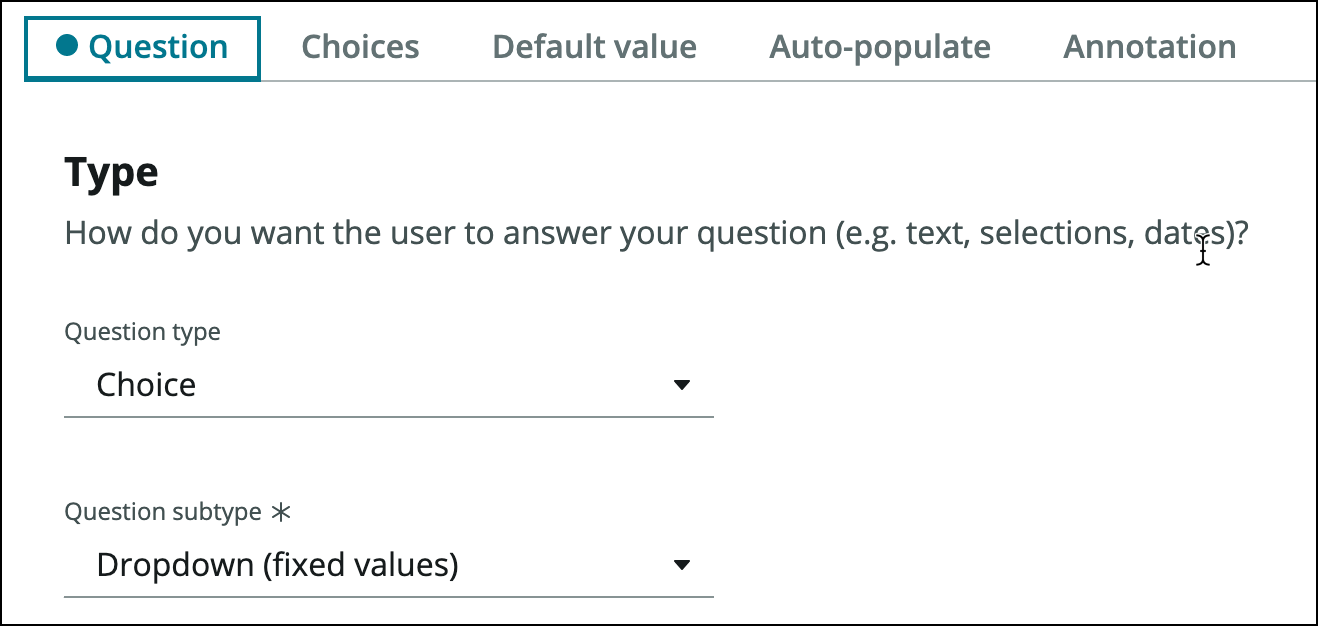 Question Choices Default value Auto-populate Annotation
Type
How do you want the user to answer your question (e.g. text, selections, dates)?
Question type
Choice
Question subtype *
Dropdown (fixed values)